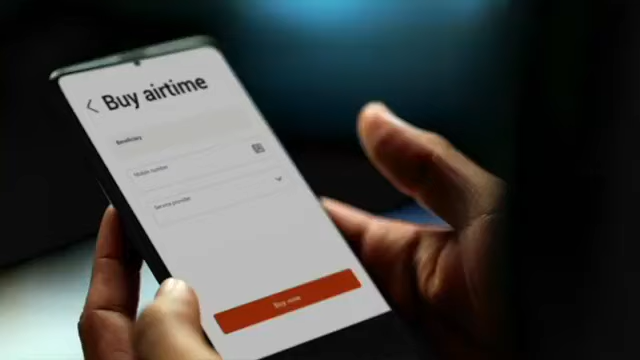 Buy airtime
Beneficiary
Mobile number
Service provider
Buy now